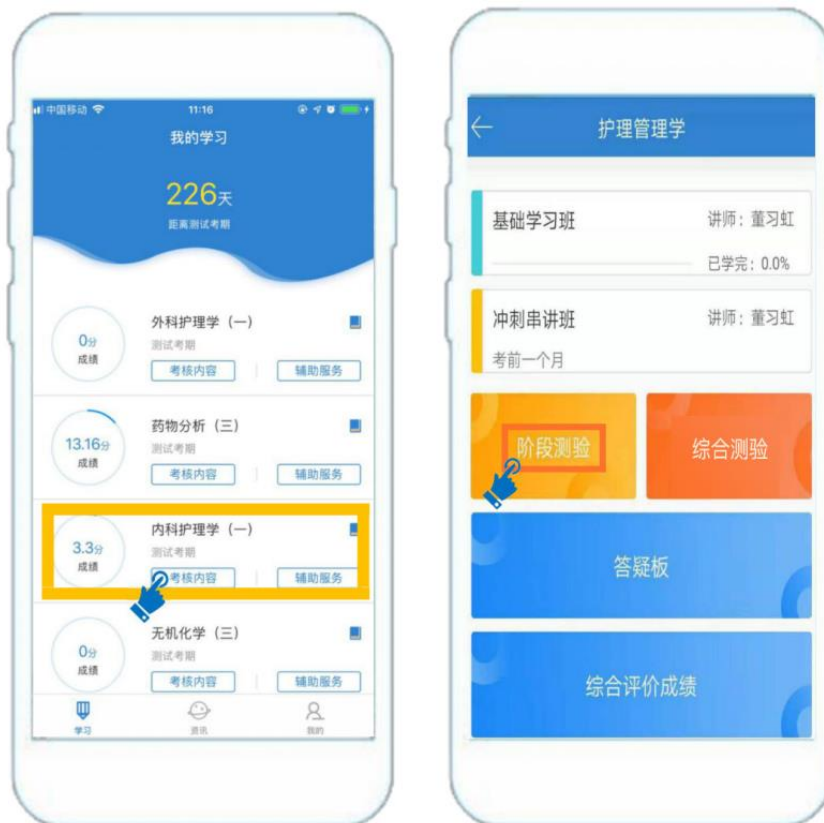 中国移动
11:16
我的学习
226天
距离测试考期
外科护理学（一）
0分
成绩
测试考期
考核内容
辅助服务
药物分析（三）
13.16分
成绩
测试考期
考核内容
辅助服务
内科护理学（一）
3.3分
成绩
测试考期
考核内容
辅助服务
无机化学（三）
0分
成绩
测试考期
考核内容
辅助服务
学习
资讯
我的
护理管理学
基础学习班
讲师：董习虹
已学完：0.0%
冲刺串讲班
讲师：董习虹
考前一个月
阶段测验
综合测验
答疑板
综合评价成绩